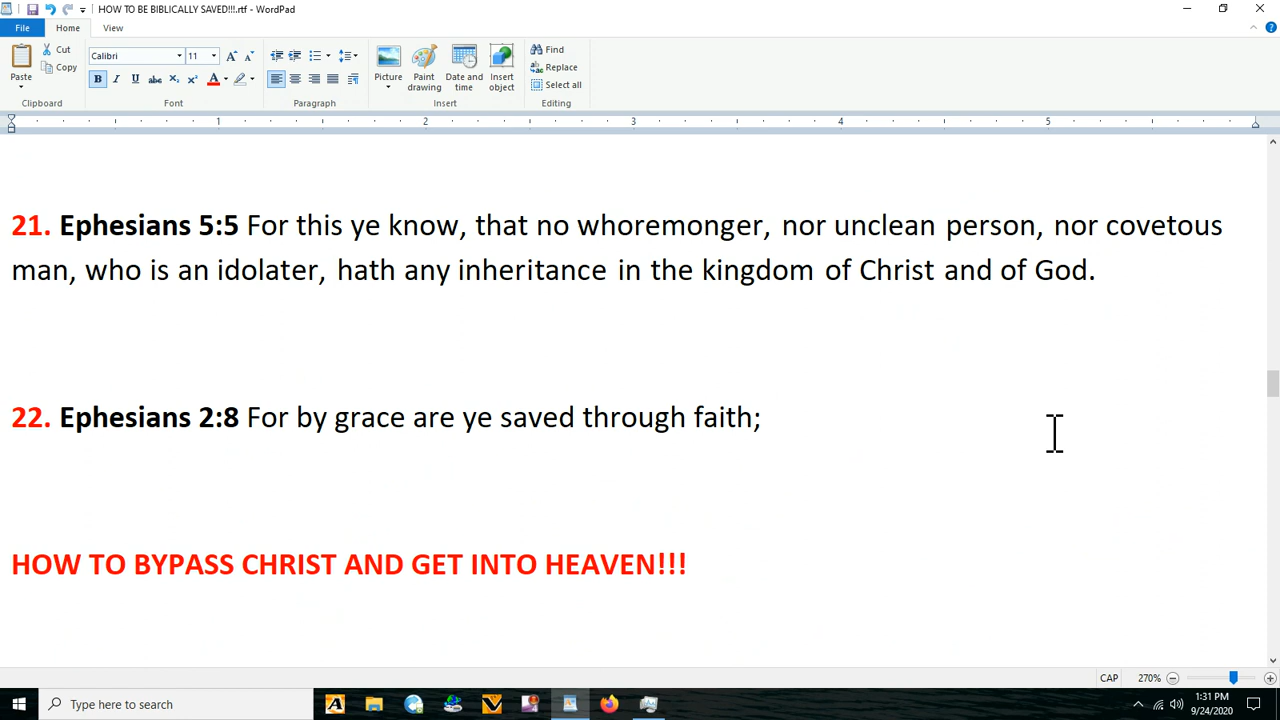 HOW TO BE BIBLICALLY SAVED!!!.rtf - WordPad
File
Home
View
Paste
Cut
Copy
Clipboard
Calibri
11
Font
Paragraph
Picture
Paint
drawing
Date and
time
Insert
object
Insert
Find
Replace
Select all
Editing
1 2 3 4 5
21. Ephesians 5:5 For this ye know, that no whoremonger, nor unclean person, nor covetous
man, who is an idolater, hath any inheritance in the kingdom of Christ and of God.
22. Ephesians 2:8 For by grace are ye saved through faith;
HOW TO BYPASS CHRIST AND GET INTO HEAVEN!!!
CAP
270%
Type here to search
1:31 PM
9/24/2020